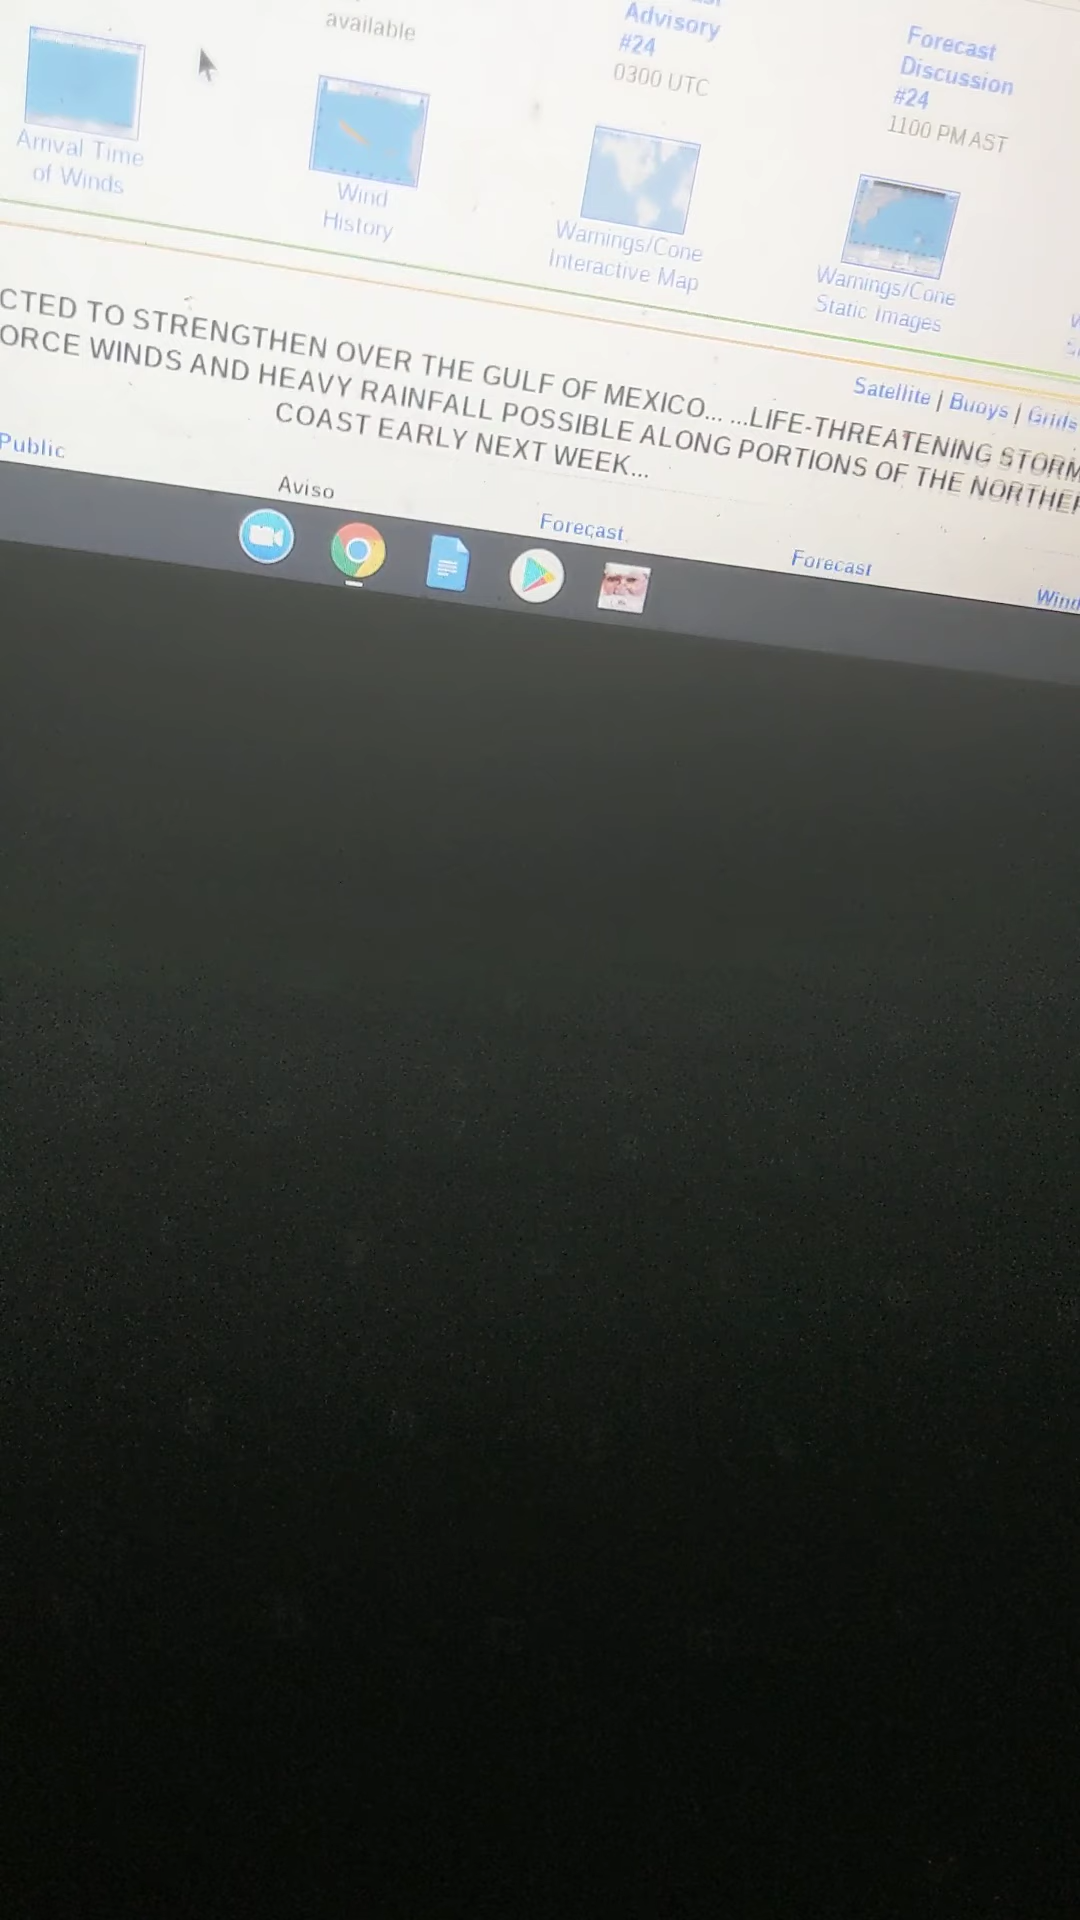 available
Advisory
#24
0300 UTC
Forecast
Discussion
#24
1100 PM AST
Arrival Time
of Winds
Wind
History
Warnings/Cone
Interactive Map
Warnings/Cone
Static Images
Satellite | Buoys | Grids
CTED TO STRENGTHEN OVER THE GULF OF MEXICO... ...LIFE-THREATENING STORM
ORCE WINDS AND HEAVY RAINFALL POSSIBLE ALONG PORTIONS OF THE NORTHER
COAST EARLY NEXT WEEK...
Public
Aviso
Forecast
Forecast
Wind